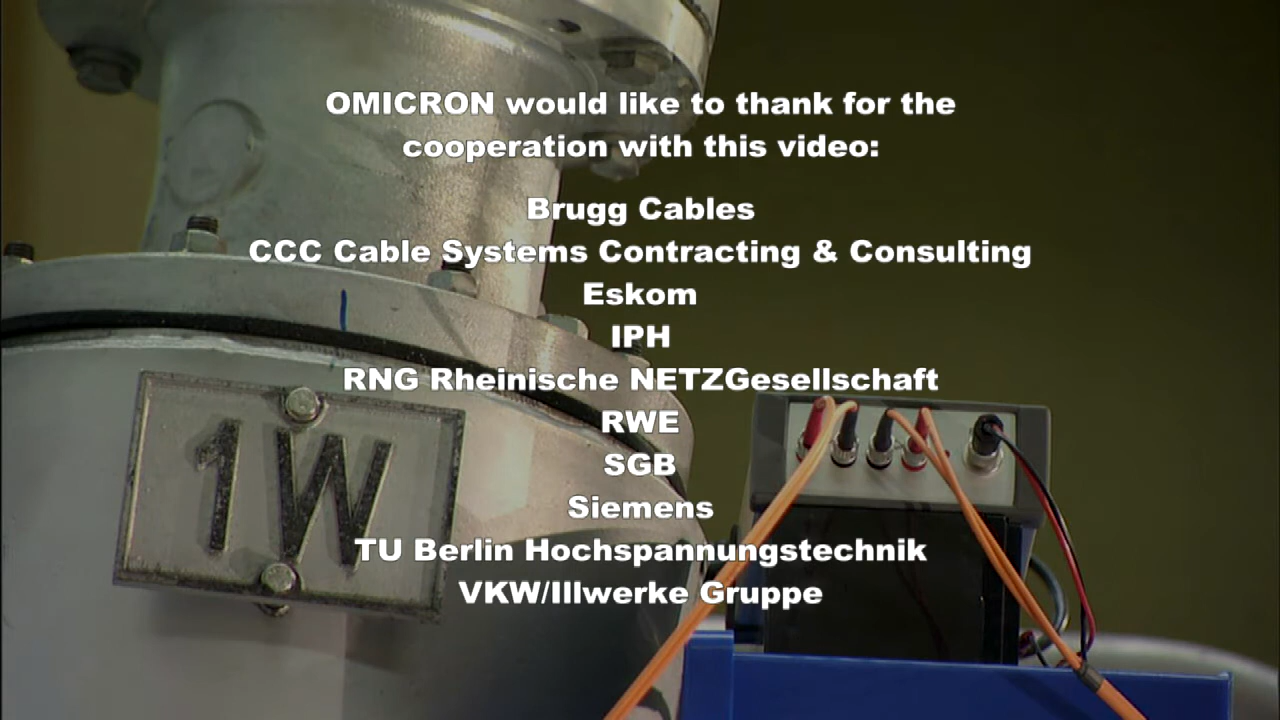 OMICRON would like to thank for the
cooperation with this video:
Brugg Cables
CCC Cable Systems Contracting & Consulting
Eskom
IPH
RNG Rheinische NETZGesellschaft
RWE
SGB
Siemens
TU Berlin Hochspannungstechnik
VKW/Illwerke Gruppe
1W